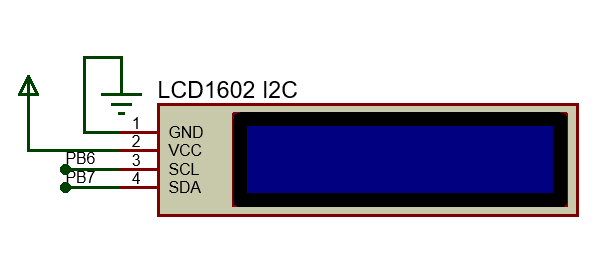 LCD1602 I2C
1 GND
2 VCC
PB6 3 SCL
PB7 4 SDA